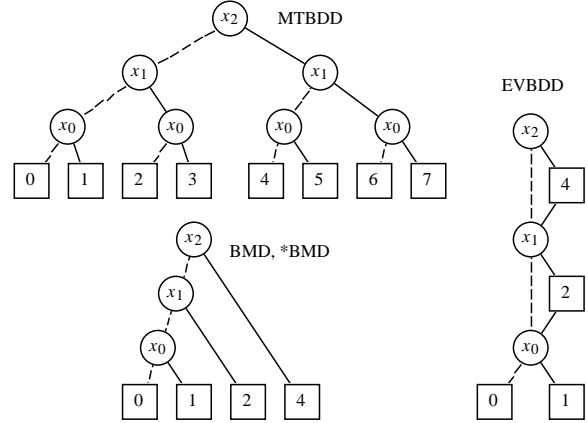 x2 MTBDD
x1 x1
x0 x0 x0 x0
0 1 2 3 4 5 6 7
x2 BMD, *BMD
x1
x0
0 1 2 4
EVBDD
x2
4
x1
2
x0
0 1